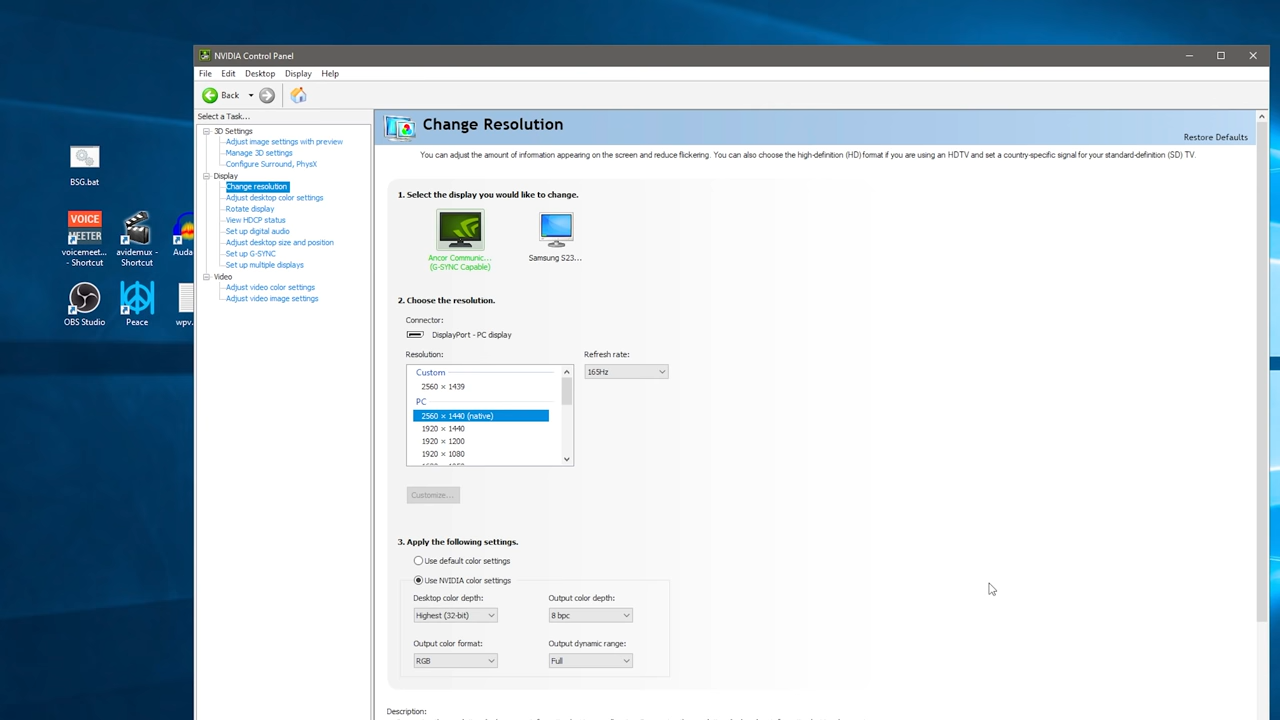 NVIDIA Control Panel
File Edit Desktop Display Help
Back
Select a Task...
3D Settings
Adjust image settings with preview
Manage 3D settings
Configure Surround, PhysX
Display
Change resolution
Adjust desktop color settings
Rotate display
View HDCP status
Set up digital audio
Adjust desktop size and position
Set up G-SYNC
Set up multiple displays
Video
Adjust video color settings
Adjust video image settings
BSG.bat
VOICE
MEETER
voicemeet...
- Shortcut
avidemux -
Shortcut
Auda
OBS Studio
Peace
wpv.
Change Resolution
Restore Defaults
You can adjust the amount of information appearing on the screen and reduce flickering. You can also choose the high-definition (HD) format if you are using an HDTV and set a country-specific signal for your standard-definition (SD) TV.
1. Select the display you would like to change.
Ancor Communic...
(G-SYNC Capable)
Samsung S23...
2. Choose the resolution.
Connector:
DisplayPort - PC display
Resolution:
Refresh rate:
Custom
2560 × 1439
PC
2560 × 1440 (native)
1920 × 1440
1920 × 1200
1920 × 1080
165Hz
Customize...
3. Apply the following settings.
Use default color settings
Use NVIDIA color settings
Desktop color depth:
Output color depth:
Highest (32-bit)
8 bpc
Output color format:
Output dynamic range:
RGB
Full
Description: